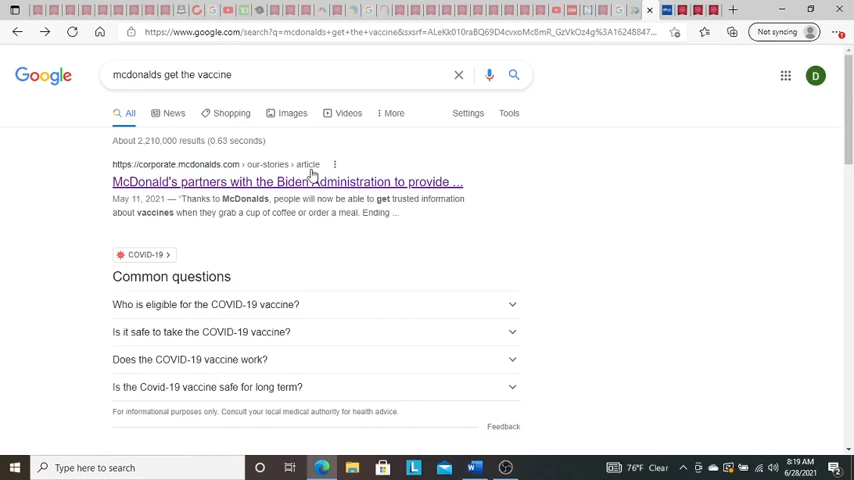 https://www.google.com/search?q=mcdonalds+get+the+vaccine&sxsrf=ALeKk010raBQ69D4cvxoMc8mR_GzVkOz4g%3A16248847...
Not syncing
Google
mcdonalds get the vaccine
D
All
News
Shopping
Images
Videos
More
Settings
Tools
About 2,210,000 results (0.63 seconds)
https://corporate.mcdonalds.com › our-stories › article
McDonald's partners with the Biden Administration to provide ...
May 11, 2021 — "Thanks to McDonalds, people will now be able to get trusted information
about vaccines when they grab a cup of coffee or order a meal. Ending ...
COVID-19
Common questions
Who is eligible for the COVID-19 vaccine?
Is it safe to take the COVID-19 vaccine?
Does the COVID-19 vaccine work?
Is the Covid-19 vaccine safe for long term?
For informational purposes only. Consult your local medical authority for health advice.
Feedback
Type here to search
L
76°F Clear
8:19 AM
6/28/2021
2